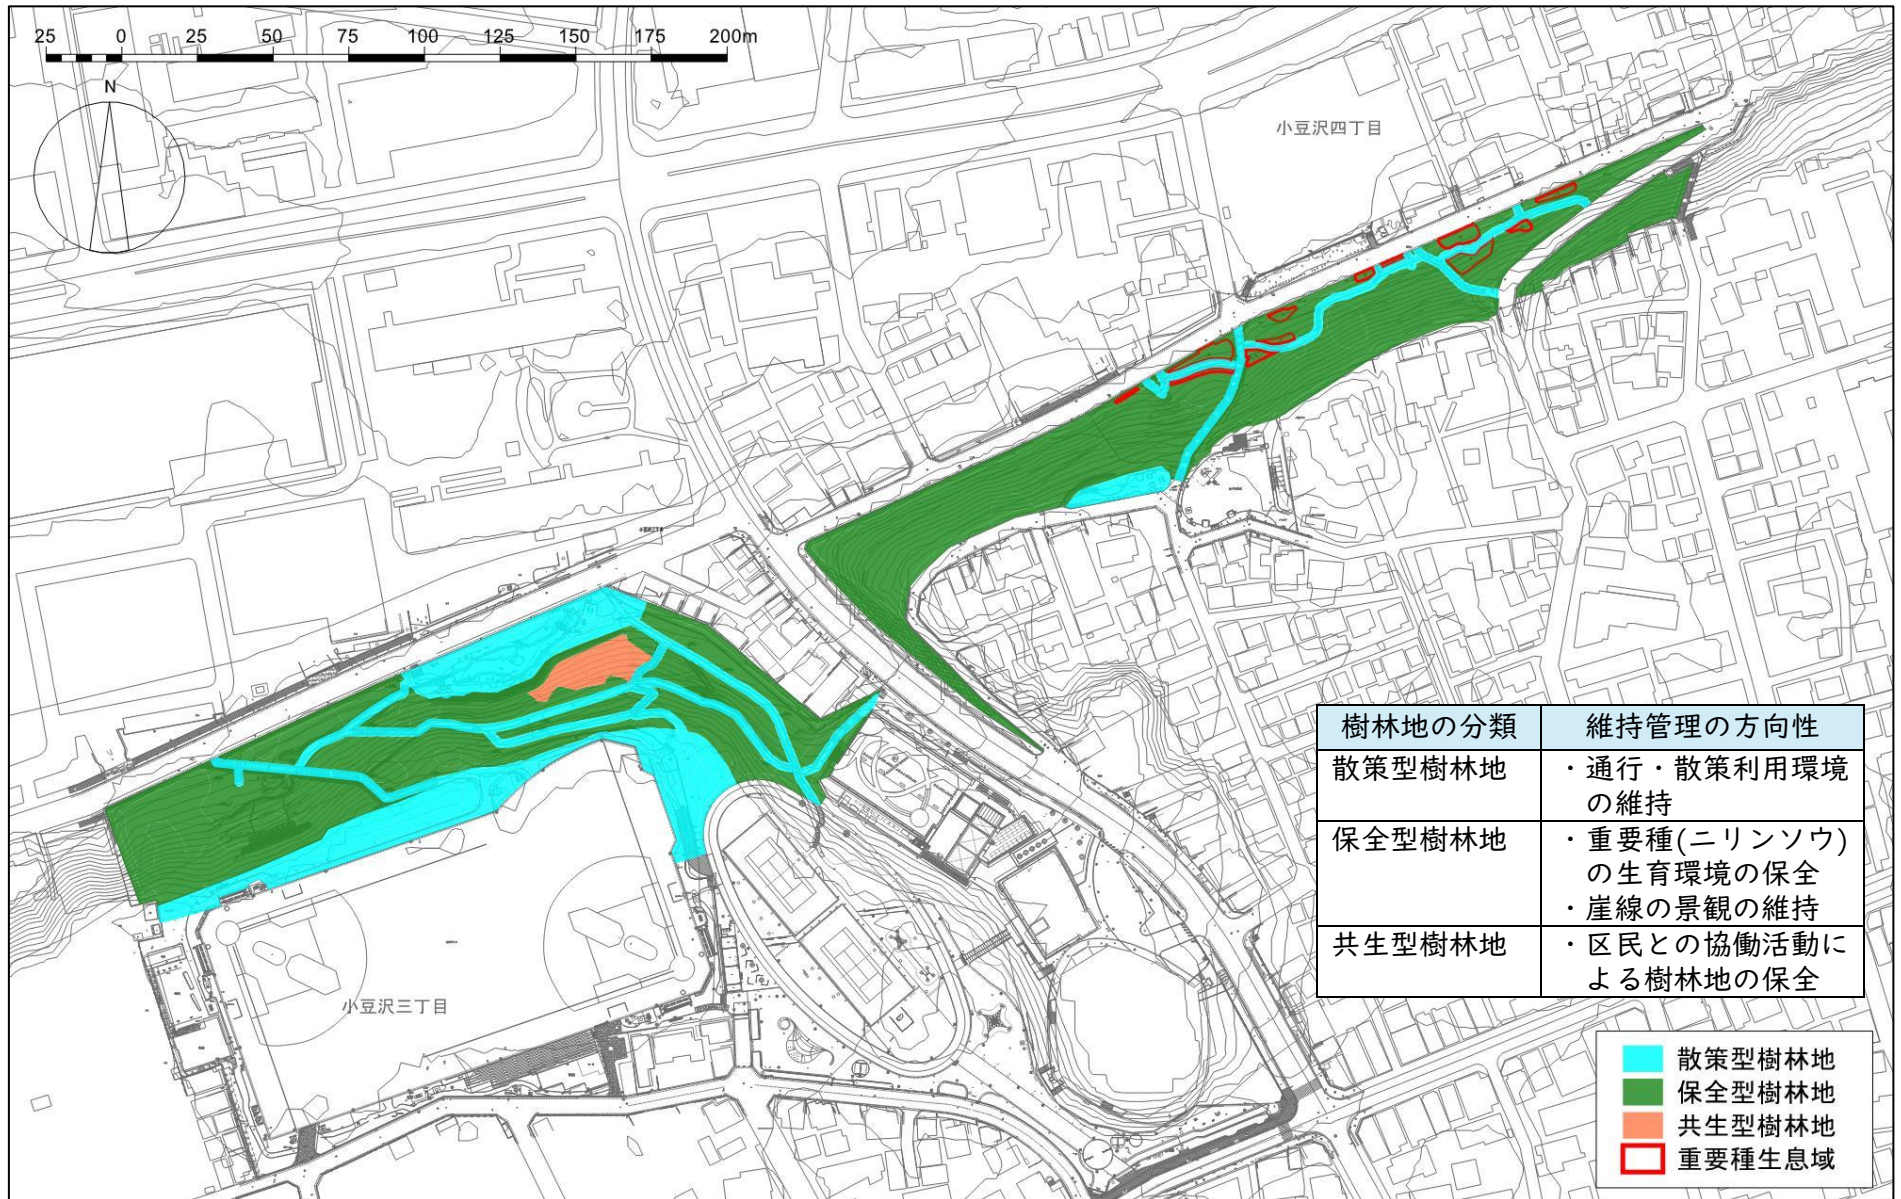 25 0 25 50 75 100 125 150 175 200m
N
小豆沢四丁目
小豆沢三丁目
樹林地の分類 維持管理の方向性
散策型樹林地 ・通行・散策利用環境
の維持
保全型樹林地 ・重要種(ニリンソウ)
の生育環境の保全
・崖線の景観の維持
共生型樹林地 ・区民との協働活動に
よる樹林地の保全
小豆沢三丁目
散策型樹林地
保全型樹林地
共生型樹林地
重要種生息域